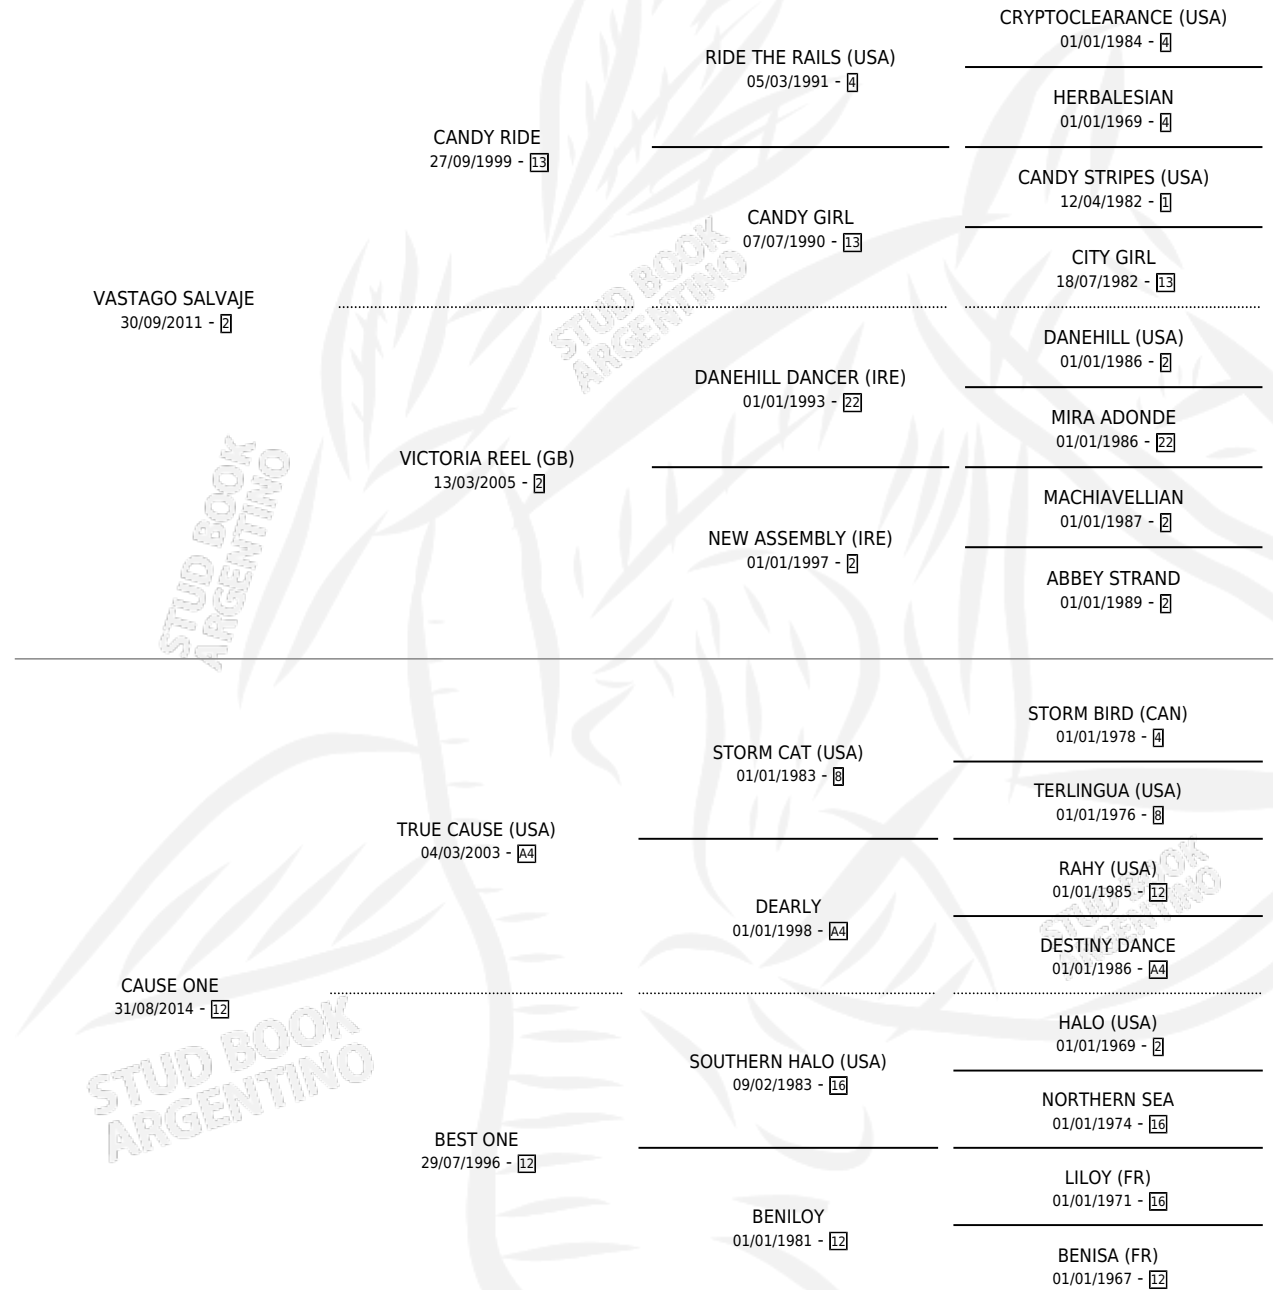 CRYPTOCLEARANCE (USA)
01/01/1984 - 4
RIDE THE RAILS (USA)
05/03/1991 - 4
HERBALESIAN
01/01/1969 - 4
CANDY RIDE
27/09/1999 - 13
CANDY STRIPES (USA)
12/04/1982 - 1
CANDY GIRL
07/07/1990 - 13
CITY GIRL
18/07/1982 - 13
VASTAGO SALVAJE
30/09/2011 - 2
DANEHILL (USA)
01/01/1986 - 2
DANEHILL DANCER (IRE)
01/01/1993 - 22
MIRA ADONDE
01/01/1986 - 22
VICTORIA REEL (GB)
13/03/2005 - 2
MACHIAVELLIAN
01/01/1987 - 2
NEW ASSEMBLY (IRE)
01/01/1997 - 2
ABBEY STRAND
01/01/1989 - 2
STORM BIRD (CAN)
01/01/1978 - 4
STORM CAT (USA)
01/01/1983 - 8
TERLINGUA (USA)
01/01/1976 - 8
TRUE CAUSE (USA)
04/03/2003 - A4
RAHY (USA)
01/01/1985 - 12
DEARLY
01/01/1998 - A4
DESTINY DANCE
01/01/1986 - A4
CAUSE ONE
31/08/2014 - 12
HALO (USA)
01/01/1969 - 2
SOUTHERN HALO (USA)
09/02/1983 - 16
NORTHERN SEA
01/01/1974 - 16
BEST ONE
29/07/1996 - 12
LILOY (FR)
01/01/1971 - 16
BENILOY
01/01/1981 - 12
BENISA (FR)
01/01/1967 - 12
STUD BOOK
ARGENTINO
STUD BOOK
ARGENTINO
STUD BOOK
ARGENTINO
STUD BOOK
ARGENTINO